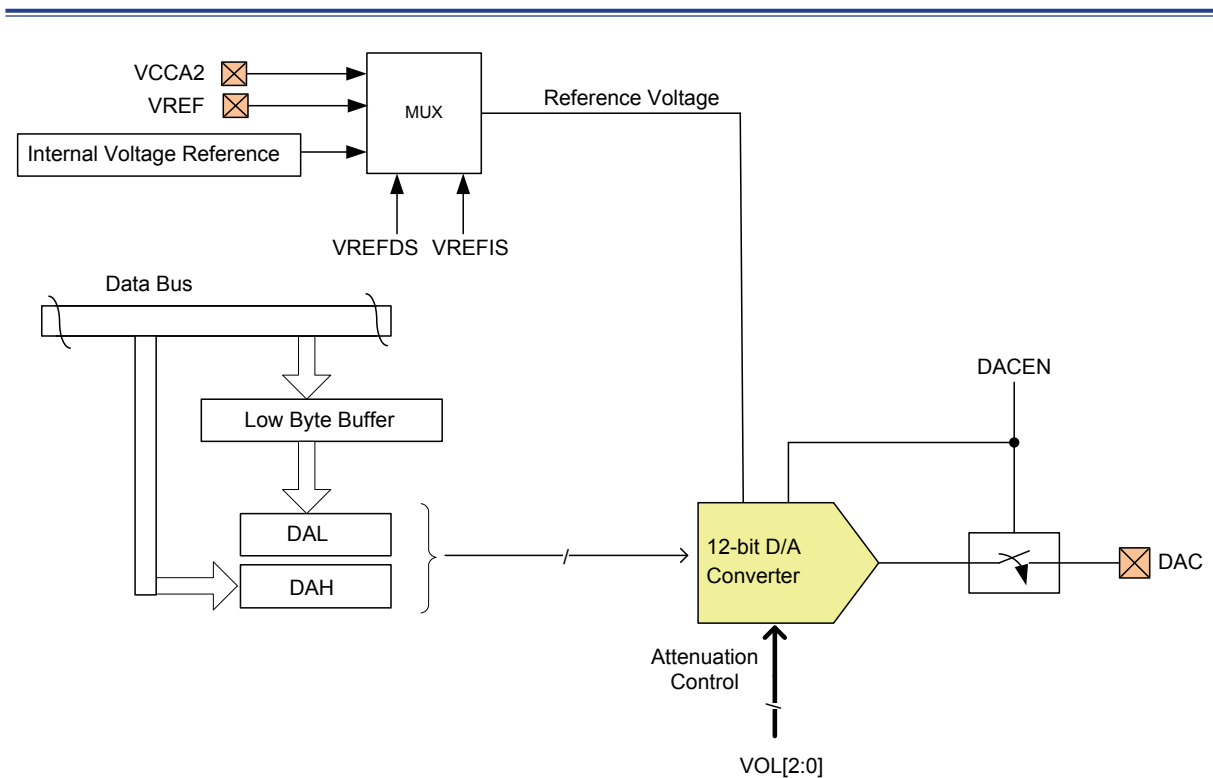 VCCA2
VREF
Internal Voltage Reference
MUX
Reference Voltage
VREFDS VREFIS
Data Bus
Low Byte Buffer
DAL
DAH
DACEN
12-bit D/A
Converter
DAC
Attenuation
Control
VOL[2:0]